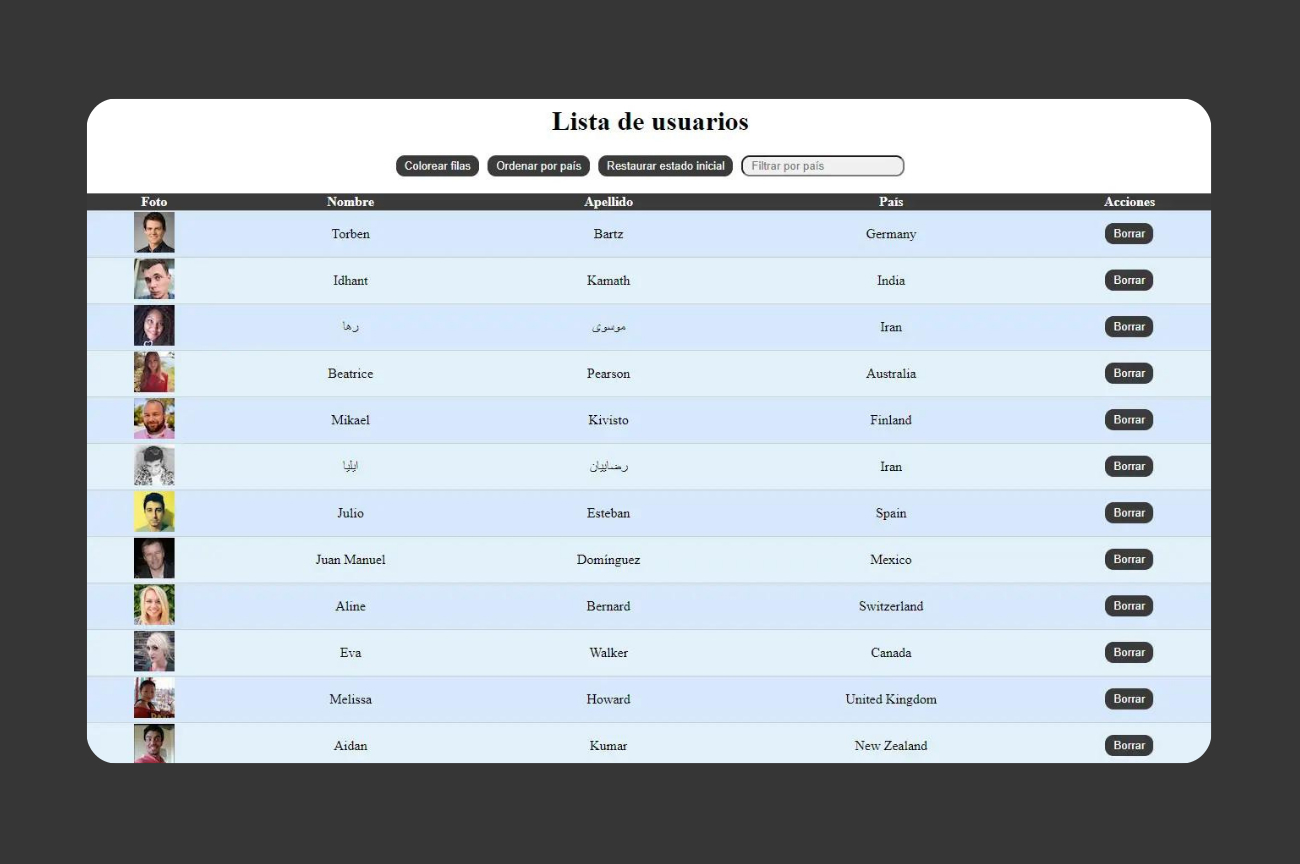 Lista de usuarios
Colorear filas Ordenar por país Restaurar estado inicial Filtrar por país
Foto Nombre Apellido País Acciones
Torben Bartz Germany Borrar
Idhant Kamath India Borrar
رها موسوی Iran Borrar
Beatrice Pearson Australia Borrar
Mikael Kivisto Finland Borrar
ایلیا رضاییان Iran Borrar
Julio Esteban Spain Borrar
Juan Manuel Domínguez Mexico Borrar
Aline Bernard Switzerland Borrar
Eva Walker Canada Borrar
Melissa Howard United Kingdom Borrar
Aidan Kumar New Zealand Borrar